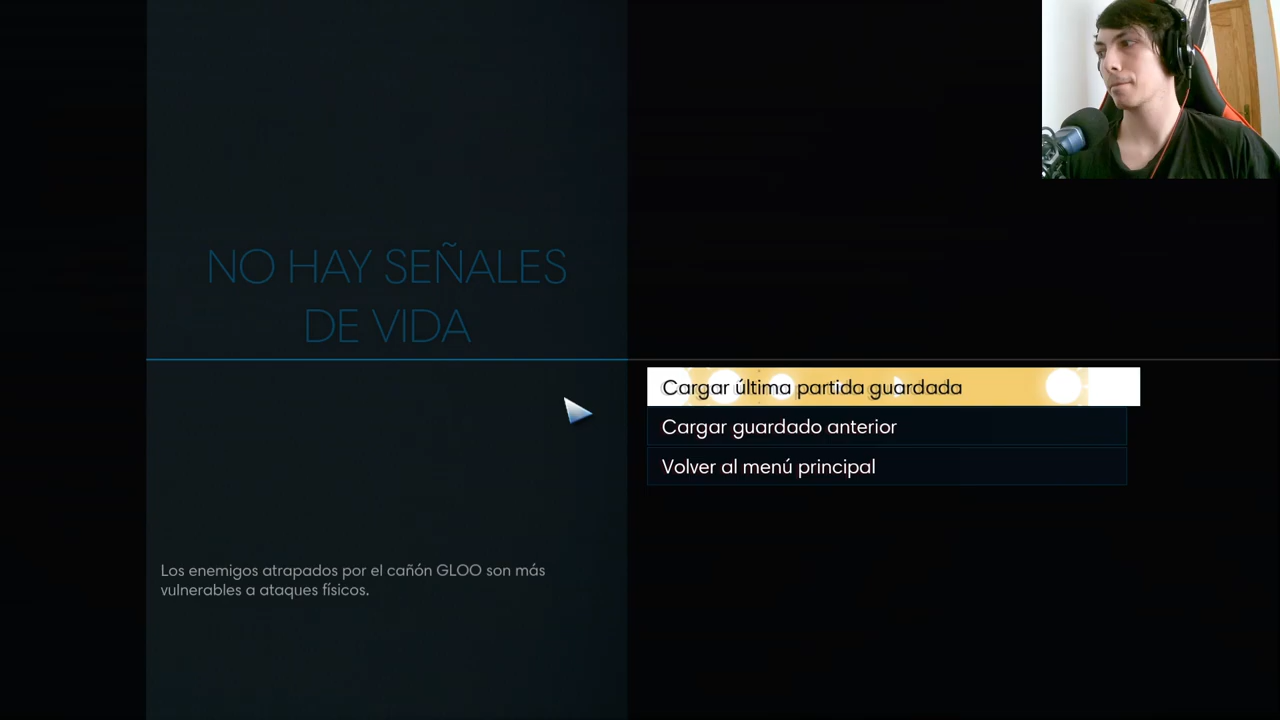 NO HAY SEÑALES
DE VIDA
Cargar última partida guardada
Cargar guardado anterior
Volver al menú principal
Los enemigos atrapados por el cañón GLOO son más
vulnerables a ataques físicos.